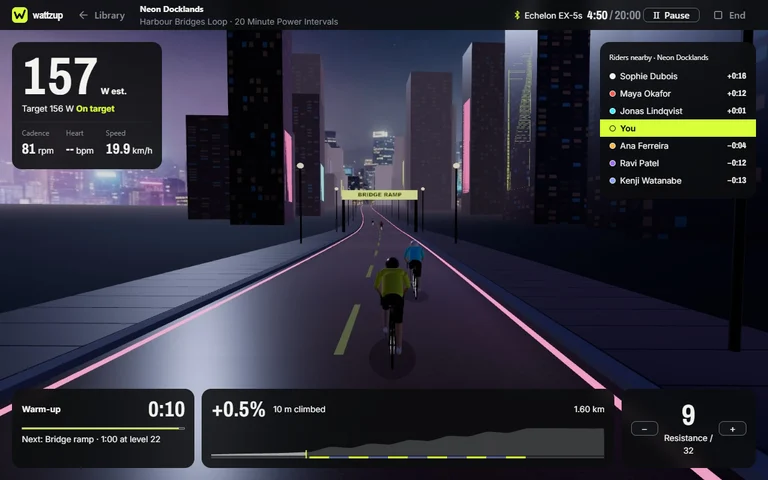 wattzup
Library
Neon Docklands
Harbour Bridges Loop · 20 Minute Power Intervals
Echelon EX-5s
4:50 / 20:00
Pause
End
157 W est.
Target 156 W On target
Cadence Heart Speed
81 rpm -- bpm 19.9 km/h
Riders nearby · Neon Docklands
Sophie Dubois +0:16
Maya Okafor +0:12
Jonas Lindqvist +0:01
You
Ana Ferreira −0:04
Ravi Patel −0:12
Kenji Watanabe −0:13
BRIDGE RAMP
Warm-up 0:10
Next: Bridge ramp · 1:00 at level 22
+0.5% 10 m climbed 1.60 km
− 9 +
Resistance /
32